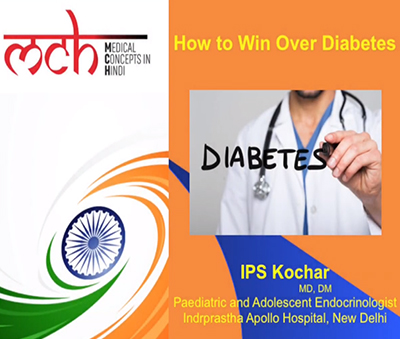 mch
MEDICAL
CONCEPTS IN
HINDI
How to Win Over Diabetes
DIABETES
IPS Kochar
MD, DM
Paediatric and Adolescent Endocrinologist
Indrprastha Apollo Hospital, New Delhi